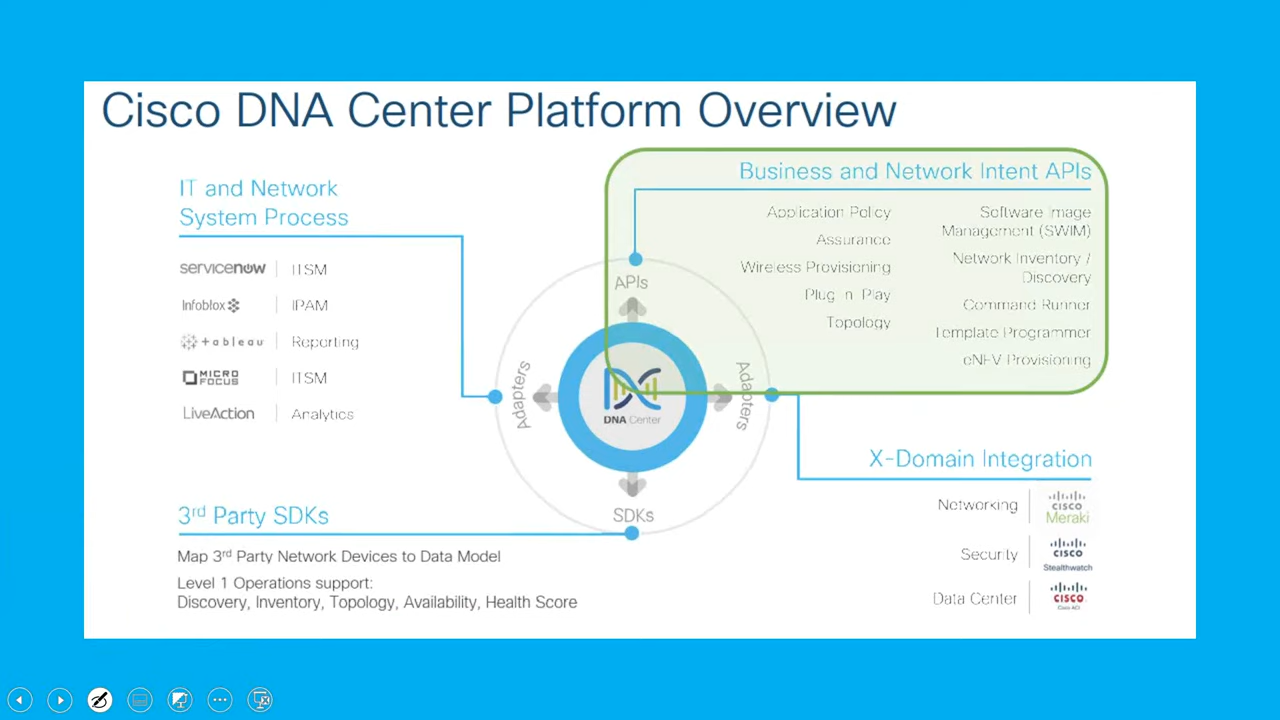 Cisco DNA Center Platform Overview
IT and Network
System Process
servicenow ITSM
Infoblox IPAM
+ableau Reporting
MICRO
FOCUS ITSM
LiveAction Analytics
3rd Party SDKs
Map 3rd Party Network Devices to Data Model
Level 1 Operations support:
Discovery, Inventory, Topology, Availability, Health Score
APIs
Adapters
Adapters
DNA Center
SDKs
Business and Network Intent APIs
Application Policy
Assurance
Wireless Provisioning
Plug n Play
Topology
Software Image
Management (SWIM)
Network Inventory /
Discovery
Command Runner
Template Programmer
eNFV Provisioning
X-Domain Integration
Networking
CISCO
Meraki
Security
CISCO
Stealthwatch
Data Center
CISCO
Cisco ACI